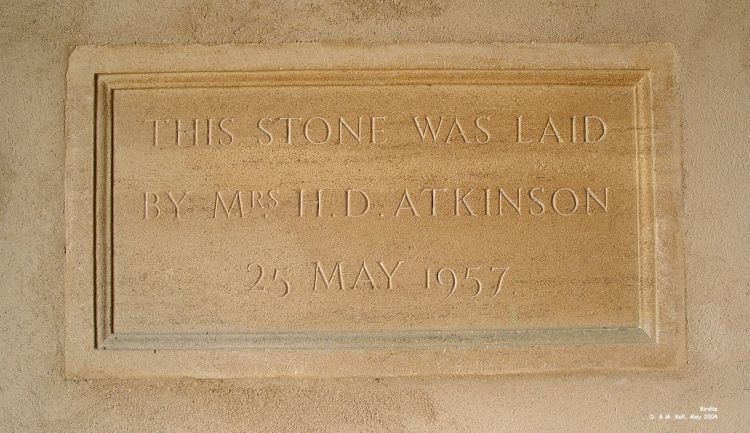 THIS STONE WAS LAID
BY MRS H.D. ATKINSON
25 MAY 1957
Birdlip
D. & M. Ball, May 2004